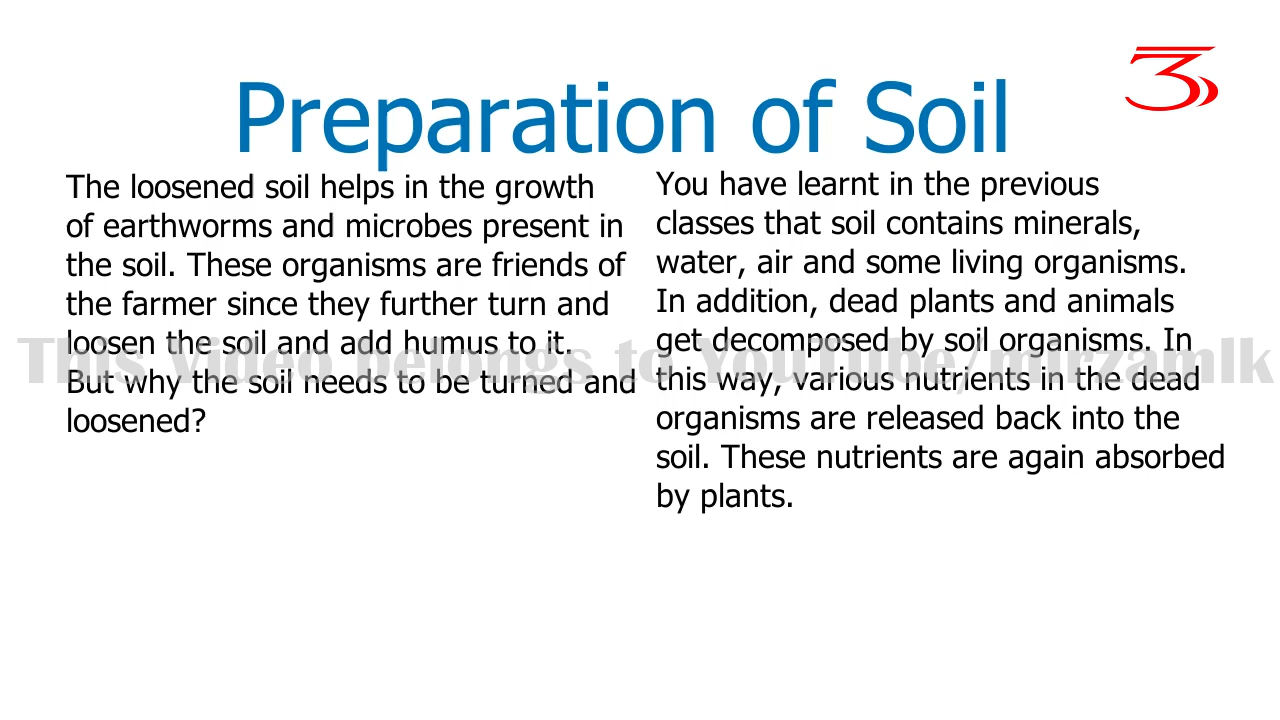 Preparation of Soil
The loosened soil helps in the growth
of earthworms and microbes present in
the soil. These organisms are friends of
the farmer since they further turn and
loosen the soil and add humus to it.
But why the soil needs to be turned and
loosened?
You have learnt in the previous
classes that soil contains minerals,
water, air and some living organisms.
In addition, dead plants and animals
get decomposed by soil organisms. In
this way, various nutrients in the dead
organisms are released back into the
soil. These nutrients are again absorbed
by plants.
This Video belongs to YouTube/mirzamlk